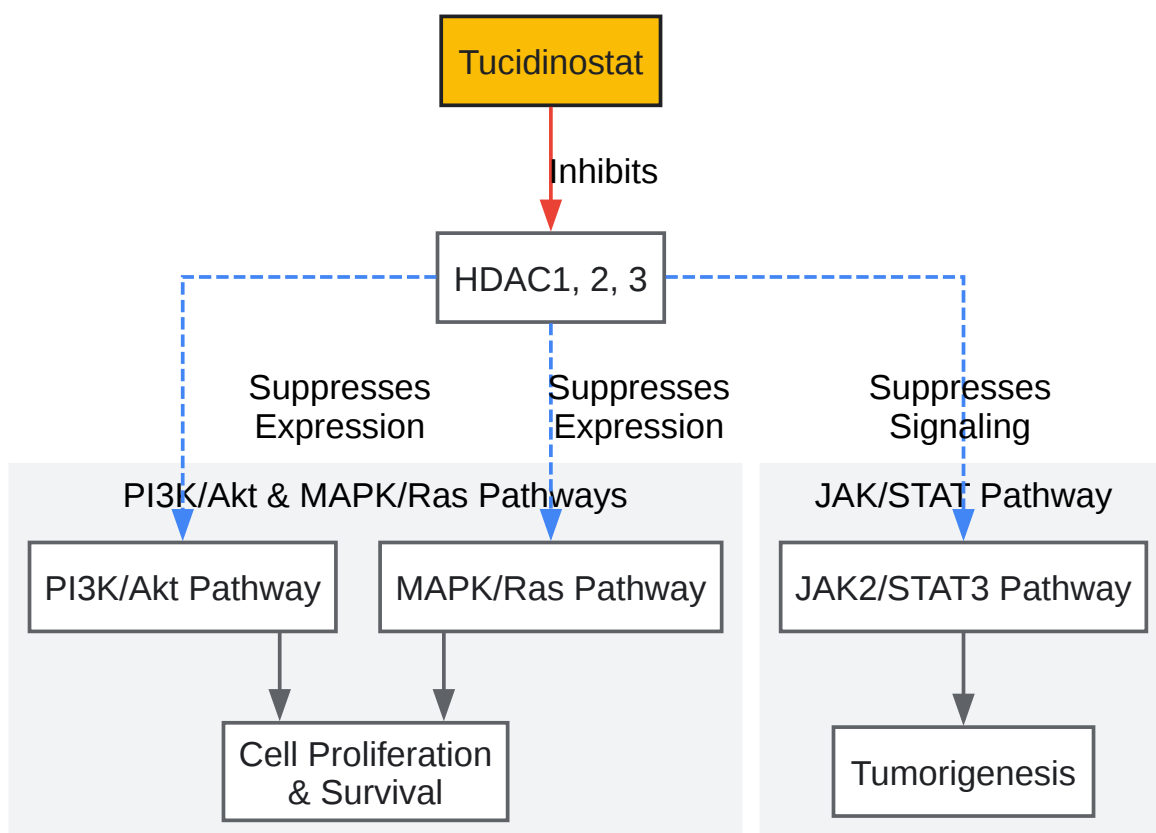 Tucidinostat
Inhibits
HDAC1, 2, 3
Suppresses
Expression
Suppresses
Expression
Suppresses
Signaling
PI3K/Akt & MAPK/Ras Pathways
JAK/STAT Pathway
PI3K/Akt Pathway
MAPK/Ras Pathway
JAK2/STAT3 Pathway
Cell Proliferation
& Survival
Tumorigenesis